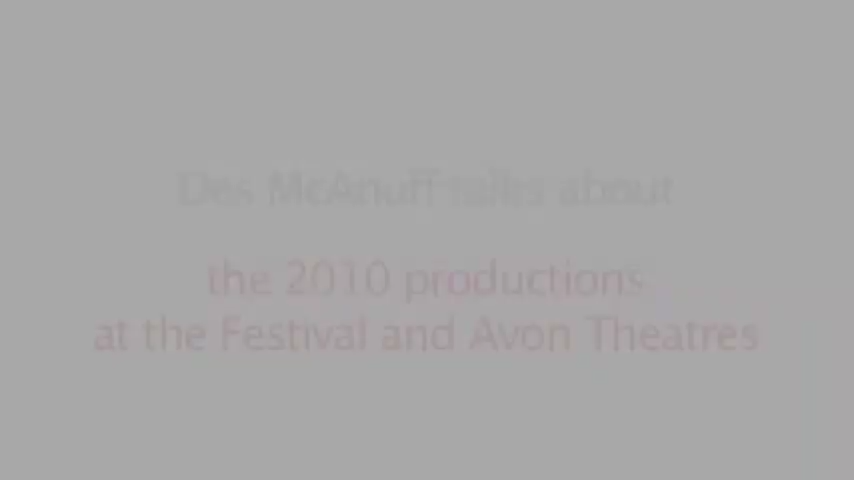 Des McAnuff talks about
the 2010 productions
at the Festival and Avon Theatres